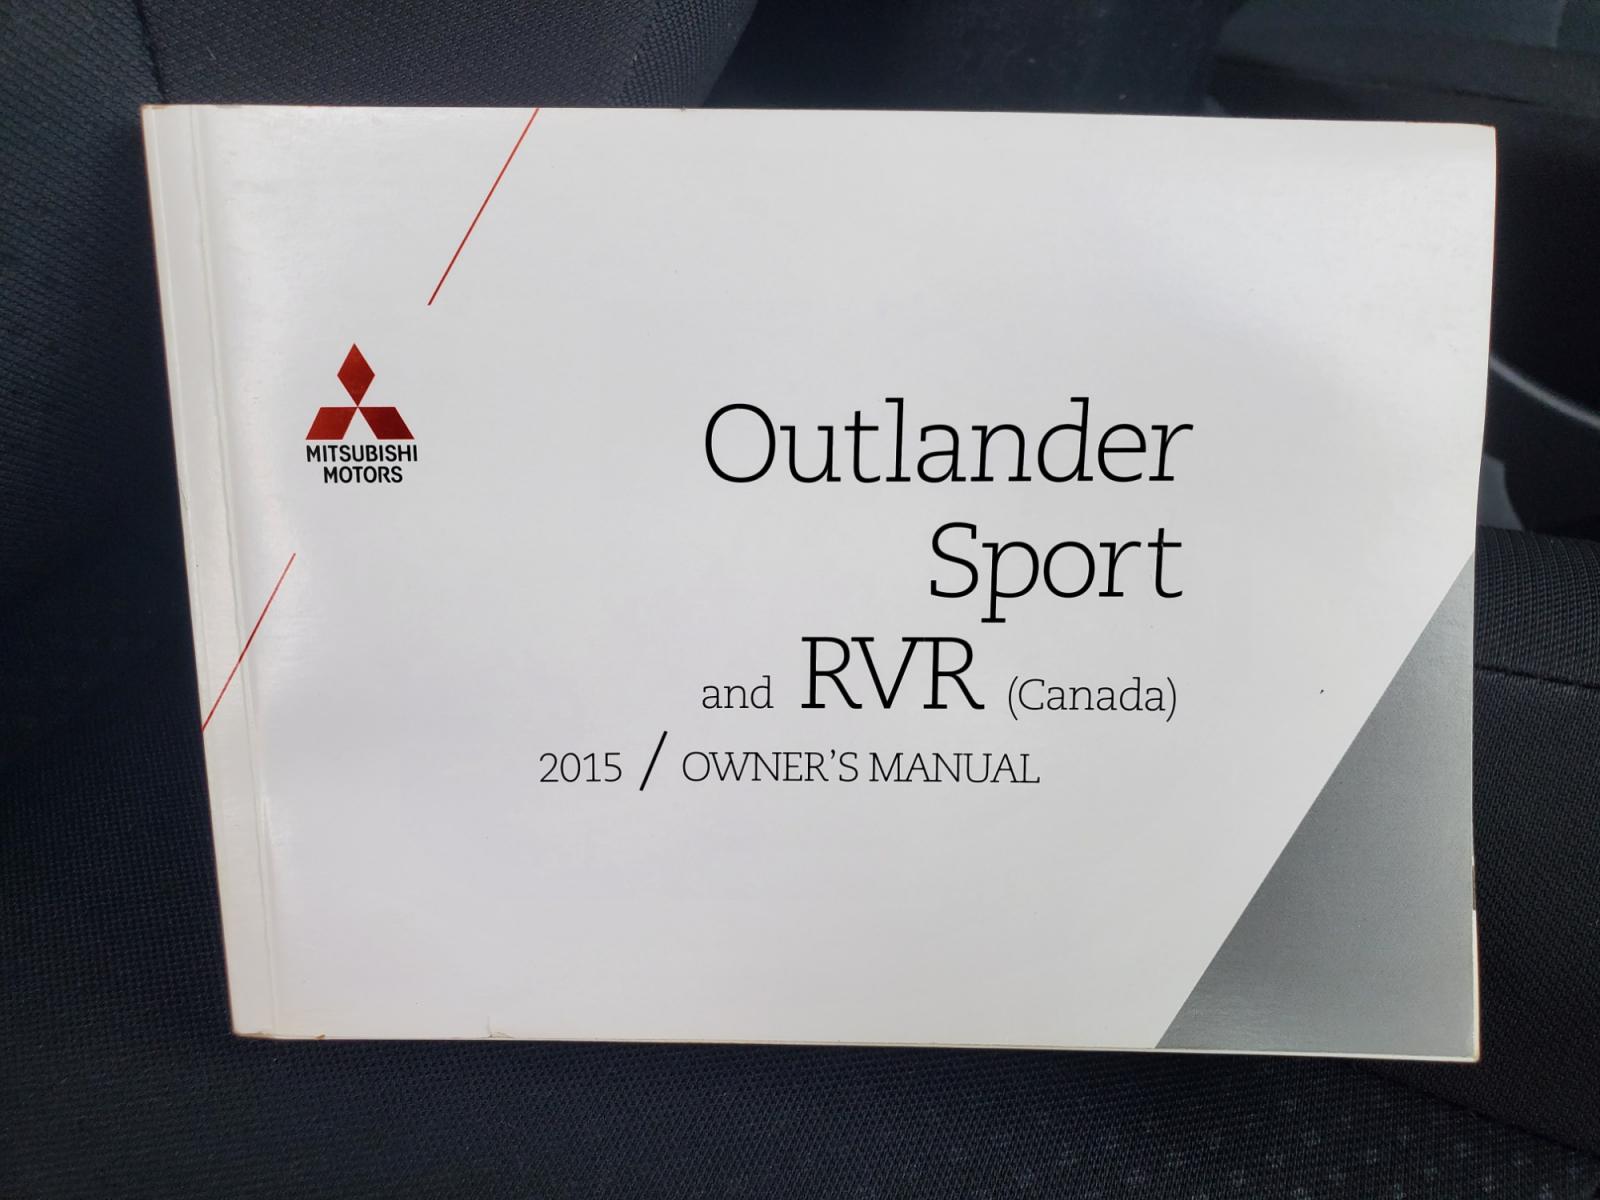 MITSUBISHI
MOTORS
Outlander
Sport
and RVR (Canada)
2015 / OWNER'S MANUAL